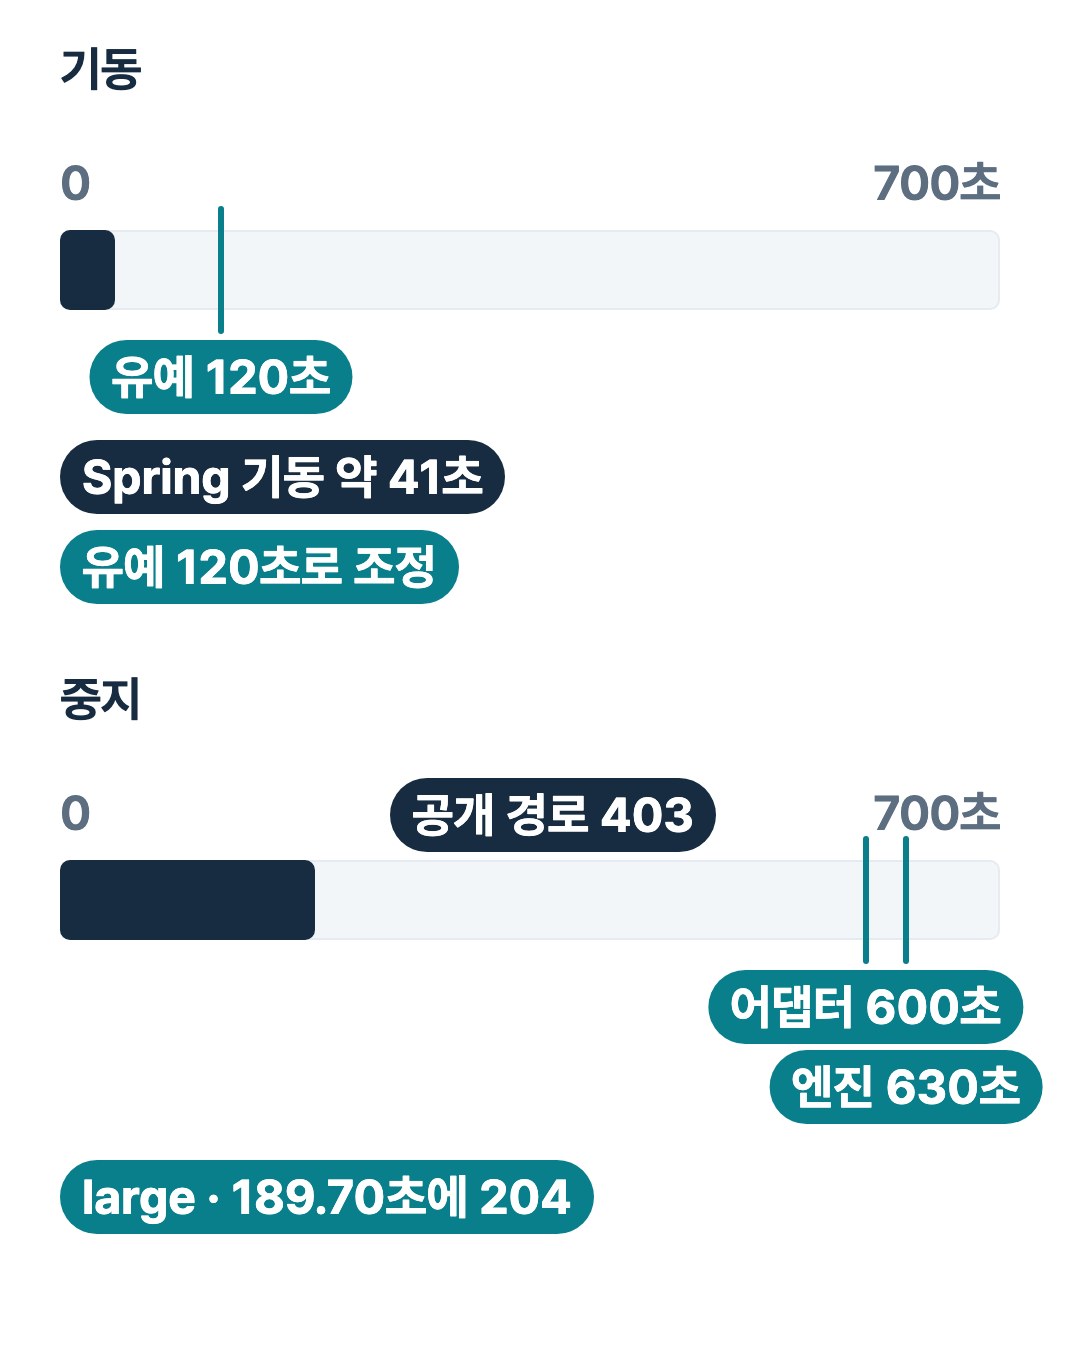 기동
0
700초
유예 120초
Spring 기동 약 41초
유예 120초로 조정
중지
0
공개 경로 403
700초
어댑터 600초
엔진 630초
large · 189.70초에 204